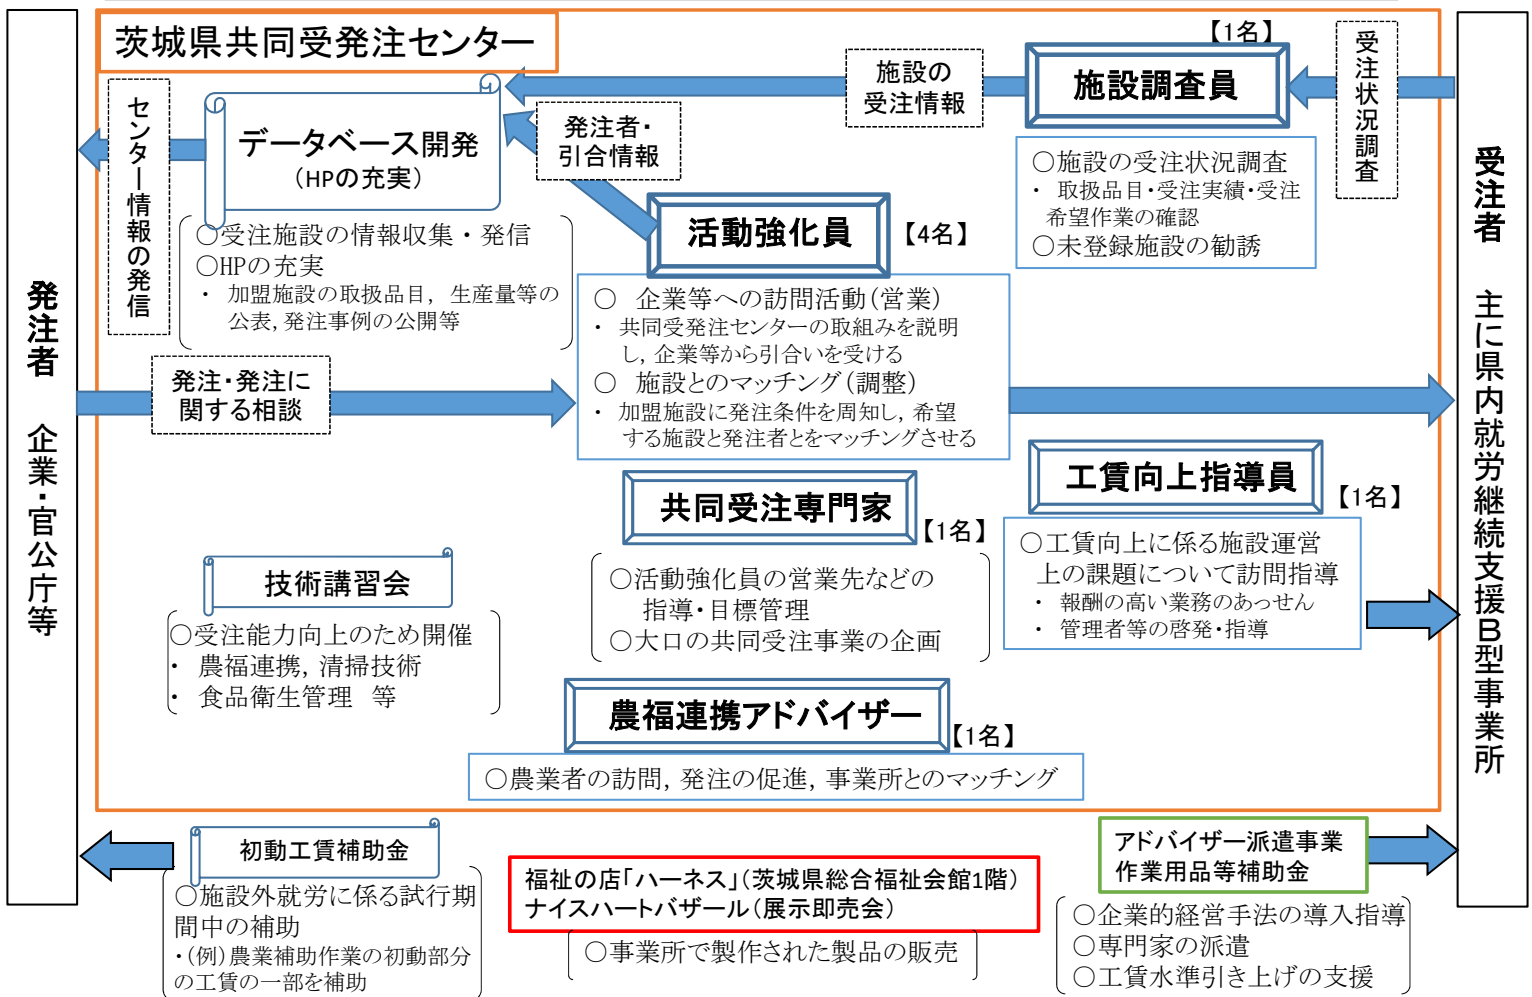 茨城県共同受発注センター
【1名】
施設調査員
受注状況調査
施設の
受注情報
○施設の受注状況調査
・ 取扱品目・受注実績・受注
希望作業の確認
○未登録施設の勧誘
センター情報の発信
データベース開発
(HPの充実)
発注者・
引合情報
○受注施設の情報収集・発信
○HPの充実
・ 加盟施設の取扱品目, 生産量等の
公表, 発注事例の公開等
活動強化員
【4名】
○ 企業等への訪問活動(営業)
・ 共同受発注センターの取組みを説明
し, 企業等から引合いを受ける
○ 施設とのマッチング(調整)
・ 加盟施設に発注条件を周知し, 希望
する施設と発注者とをマッチングさせる
発注者 企業・官公庁等
発注・発注に
関する相談
受注者 主に県内就労継続支援B型事業所
共同受注専門家
【1名】
○活動強化員の営業先などの
指導・目標管理
○大口の共同受注事業の企画
工賃向上指導員
【1名】
○工賃向上に係る施設運営
上の課題について訪問指導
・ 報酬の高い業務のあっせん
・ 管理者等の啓発・指導
技術講習会
○受注能力向上のため開催
・ 農福連携, 清掃技術
・ 食品衛生管理 等
農福連携アドバイザー
【1名】
○農業者の訪問, 発注の促進, 事業所とのマッチング
初動工賃補助金
○施設外就労に係る試行期
間中の補助
・(例)農業補助作業の初動部分
の工賃の一部を補助
福祉の店「ハーネス」(茨城県総合福祉会館1階)
ナイスハートバザール(展示即売会)
○事業所で製作された製品の販売
アドバイザー派遣事業
作業用品等補助金
○企業的経営手法の導入指導
○専門家の派遣
○工賃水準引き上げの支援